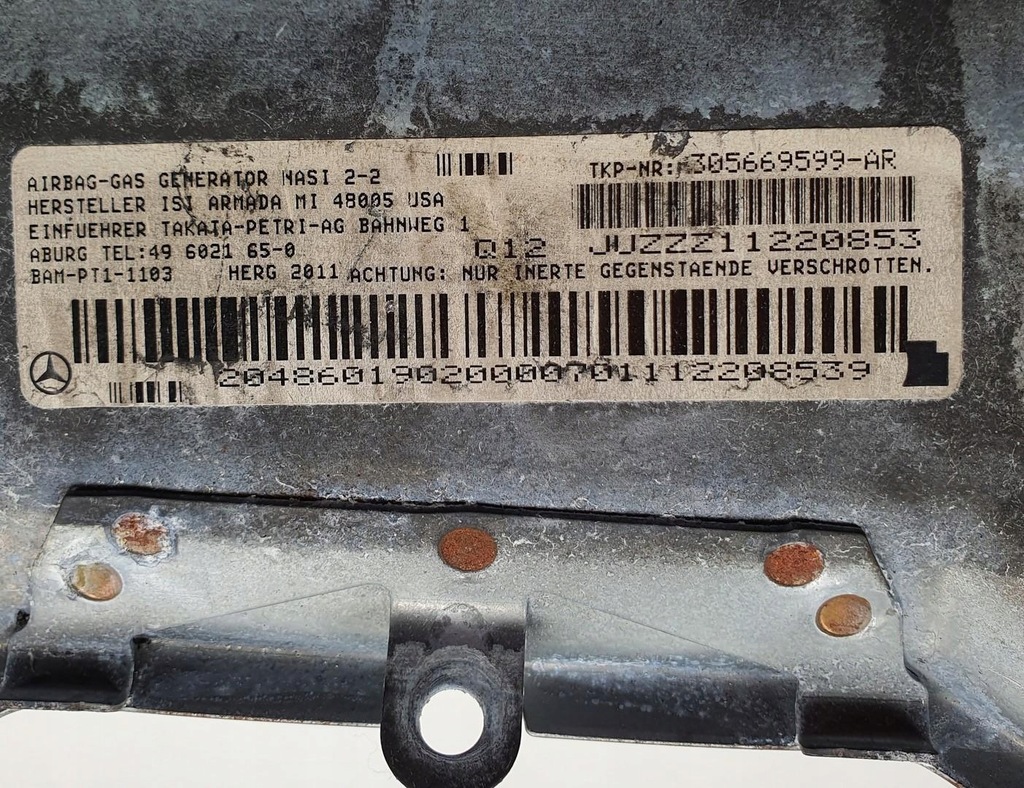 AIRBAG-GAS GENERATOR NASI 2-2
HERSTELLER ISI ARMADA MI 48005 USA
EINFUEHRER TAKATA-PETRI-AG BAHNWEG 1
ABURG TEL:49 6021 65-0
BAM-PT1-1103 HERG 2011 ACHTUNG: NUR INERTE GEGENSTAENDE VERSCHROTTEN.
TKP-NR: 305669599-AR
Q12 JUZZZ11220853
20486019020000701112208539